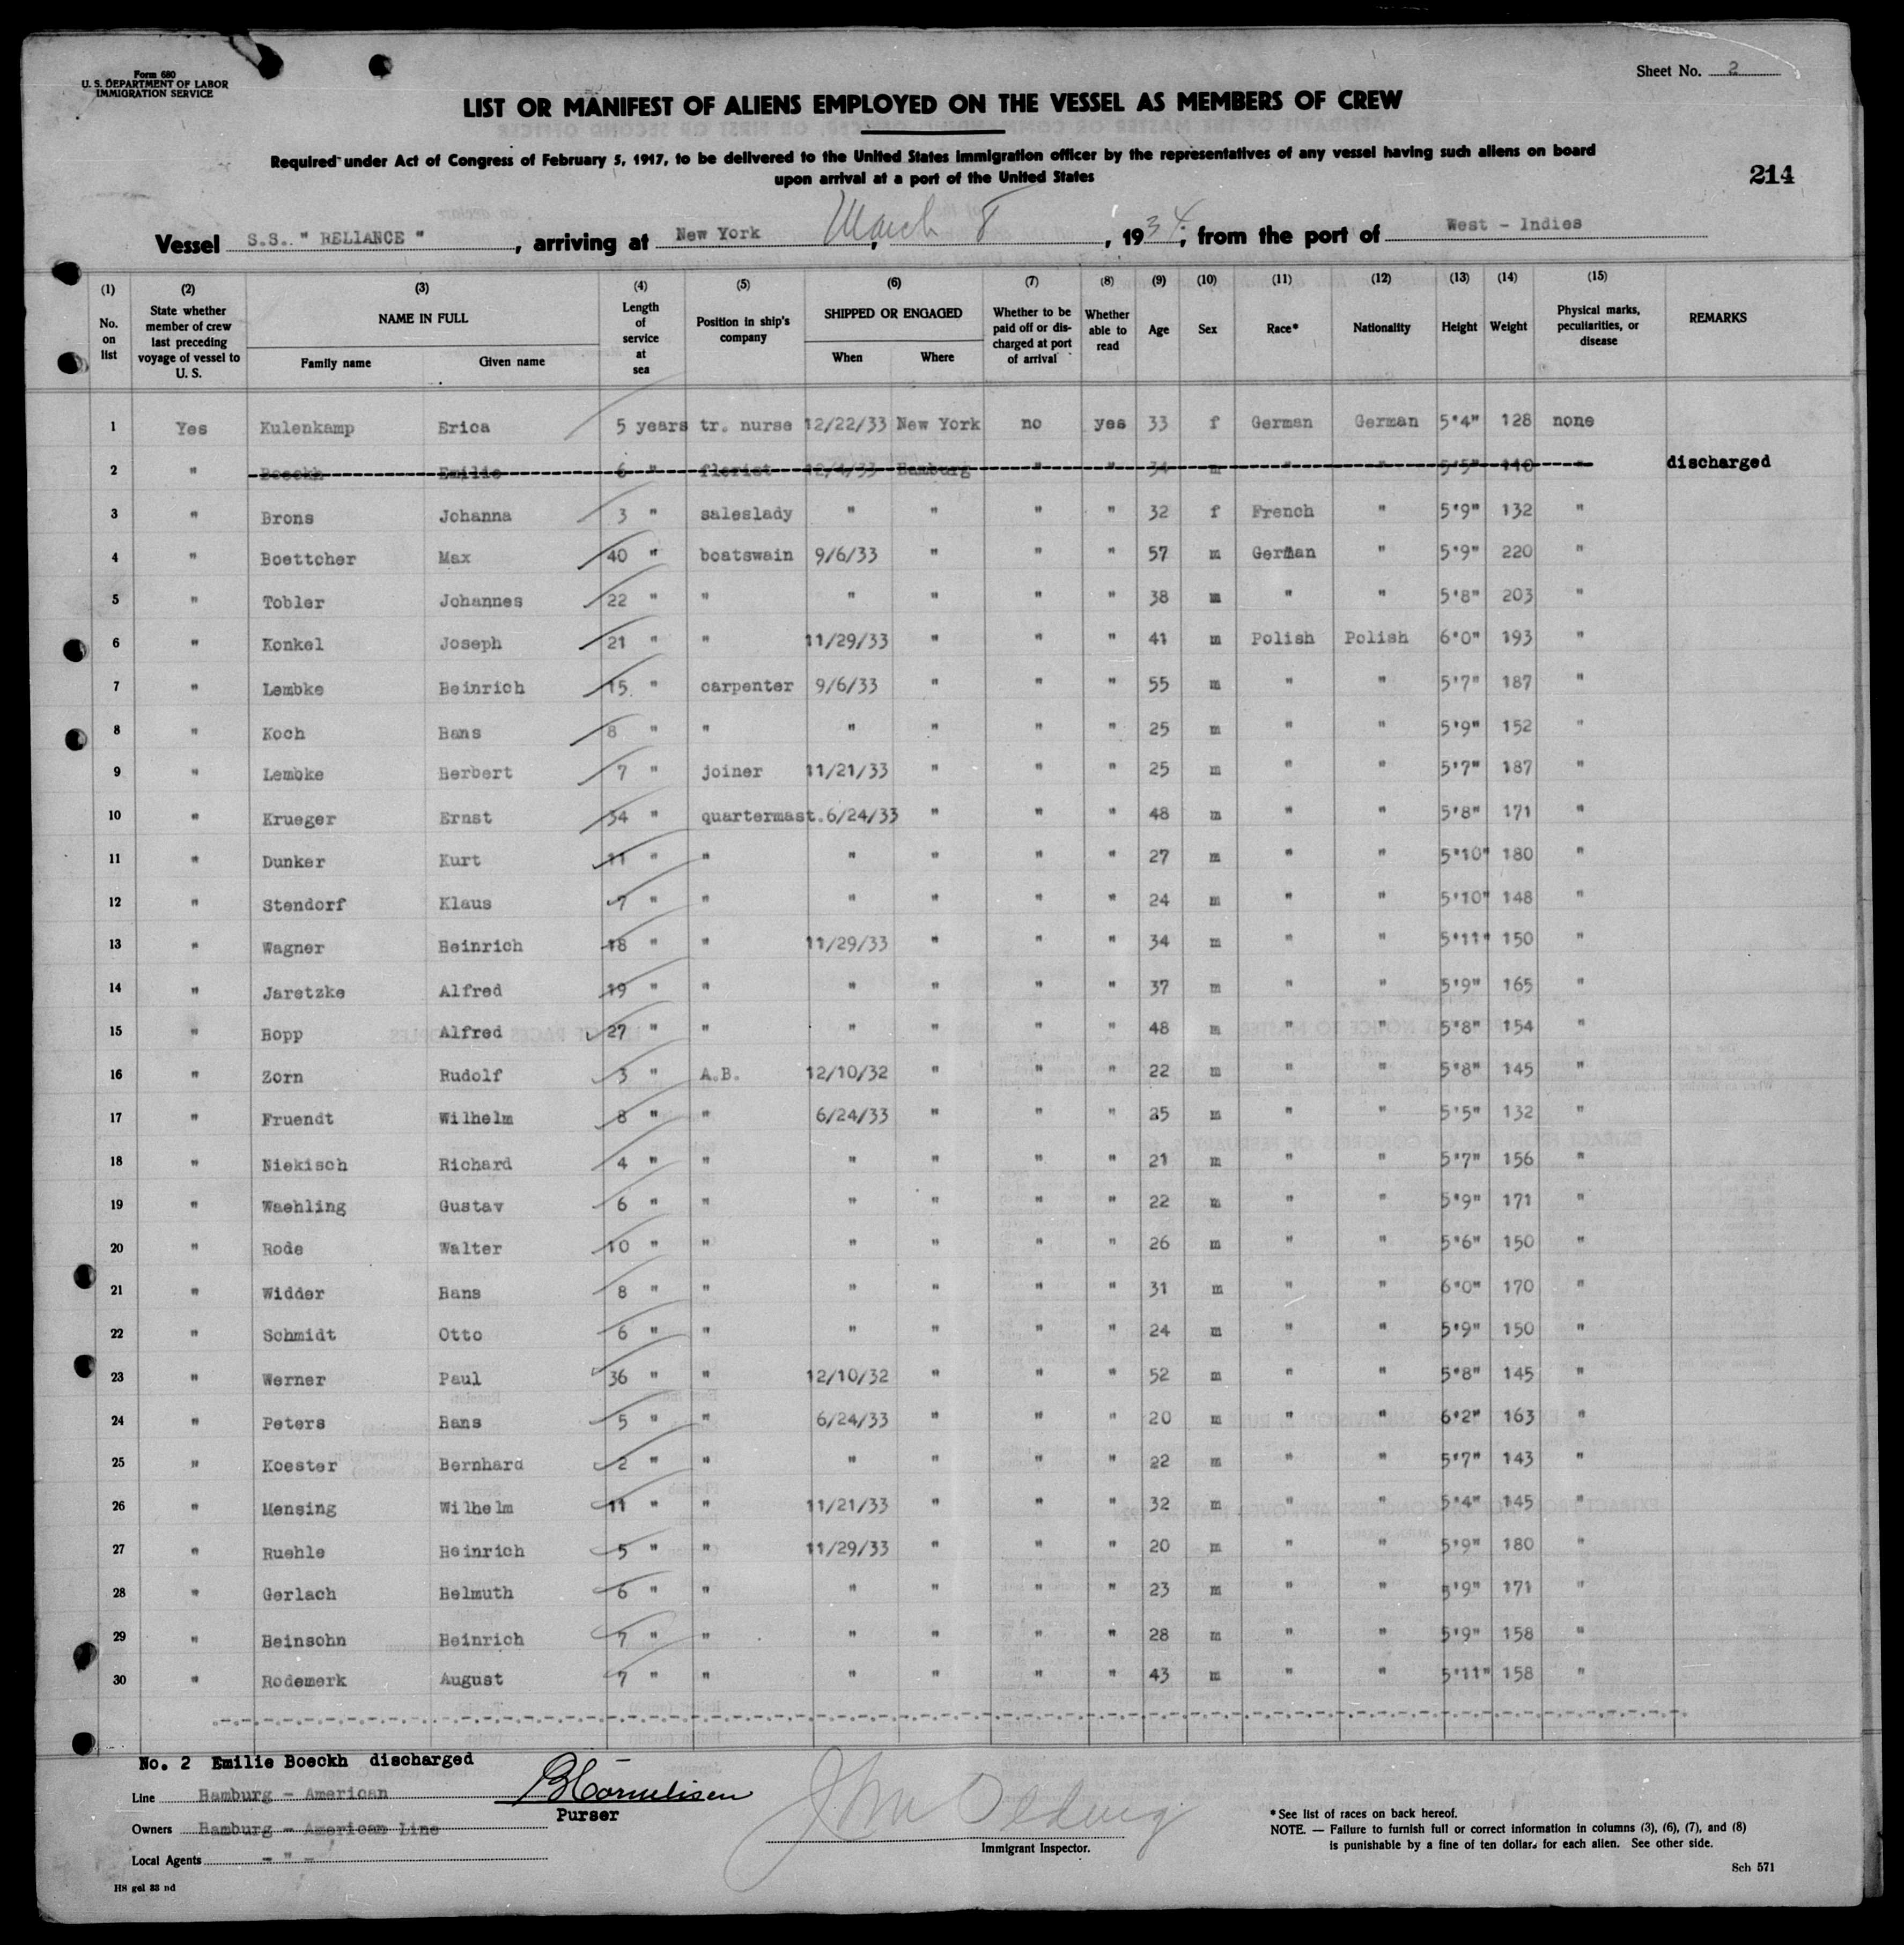 Form 680
U. S. DEPARTMENT OF LABOR
IMMIGRATION SERVICE
Sheet No. 2
LIST OR MANIFEST OF ALIENS EMPLOYED ON THE VESSEL AS MEMBERS OF CREW
Required under Act of Congress of February 5, 1917, to be delivered to the United States immigration officer by the representatives of any vessel having such aliens on board
upon arrival at a port of the United States
214
Vessel S.S. " RELIANCE ", arriving at New York March 8, 1934, from the port of West - Indies
(1) (2) (3) (4) (5) (6) (7) (8) (9) (10) (11) (12) (13) (14) (15)
No. on list | State whether member of crew last preceding voyage of vessel to U. S. | NAME IN FULL Family name Given name | Length of service at sea | Position in ship's company | SHIPPED OR ENGAGED When Where | Whether to be paid off or discharged at port of arrival | Whether able to read | Age | Sex | Race* | Nationality | Height | Weight | Physical marks, peculiarities, or disease | REMARKS
1 Yes Kulenkamp Erica 5 years tr. nurse 12/22/33 New York no yes 33 f German German 5'4" 128 none
2 " Boeckh Emilie 6 " florist 12/4/33 Hamburg " " 34 m " " 5'5" 110 " discharged
3 " Brons Johanna 3 " saleslady " " " " 32 f French " 5'9" 132 "
4 " Boettcher Max 40 " boatswain 9/6/33 " " " 57 m German " 5'9" 220 "
5 " Tobler Johannes 22 " " " " " " 38 m " " 5'8" 203 "
6 " Konkel Joseph 21 " " 11/29/33 " " " 41 m Polish Polish 6'0" 193 "
7 " Lembke Heinrich 15 " carpenter 9/6/33 " " " 55 m " " 5'7" 187 "
8 " Koch Hans 8 " " " " " " 25 m " " 5'9" 152 "
9 " Lembke Herbert 7 " joiner 11/21/33 " " " 25 m " " 5'7" 187 "
10 " Krueger Ernst 34 " quartermast. 6/24/33 " " " 48 m " " 5'8" 171 "
11 " Dunker Kurt 11 " " " " " " 27 m " " 5'10" 180 "
12 " Stendorf Klaus 7 " " " " " " 24 m " " 5'10" 148 "
13 " Wagner Heinrich 18 " " 11/29/33 " " " 34 m " " 5'11" 150 "
14 " Jaretzke Alfred 19 " " " " " " 37 m " " 5'9" 165 "
15 " Hopp Alfred 27 " " " " " " 48 m " " 5'8" 154 "
16 " Zorn Rudolf 3 " A.B. 12/10/32 " " " 22 m " " 5'8" 145 "
17 " Fruendt Wilhelm 8 " " 6/24/33 " " " 25 m " " 5'5" 132 "
18 " Niekisch Richard 4 " " " " " " 21 m " " 5'7" 156 "
19 " Waehling Gustav 6 " " " " " " 22 m " " 5'9" 171 "
20 " Rode Walter 10 " " " " " " 26 m " " 5'6" 150 "
21 " Widder Hans 8 " " " " " " 31 m " " 6'0" 170 "
22 " Schmidt Otto 6 " " " " " " 24 m " " 5'9" 150 "
23 " Werner Paul 36 " " 12/10/32 " " " 52 m " " 5'8" 145 "
24 " Peters Hans 5 " " 6/24/33 " " " 20 m " " 6'2" 163 "
25 " Koester Bernhard 2 " " " " " " 22 m " " 5'7" 143 "
26 " Mensing Wilhelm 11 " " 11/21/33 " " " 32 m " " 5'4" 145 "
27 " Ruehle Heinrich 5 " " 11/29/33 " " " 20 m " " 5'9" 180 "
28 " Gerlach Helmuth 6 " " " " " " 23 m " " 5'9" 171 "
29 " Heinsohn Heinrich 7 " " " " " " 28 m " " 5'9" 158 "
30 " Rodemerk August 7 " " " " " " 43 m " " 5'11" 158 "
No. 2 Emilie Boeckh discharged
Line Hamburg - American
Purser
Owners Hamburg - American Line
Local Agents - " -
Immigrant Inspector.
* See list of races on back hereof.
NOTE. — Failure to furnish full or correct information in columns (3), (6), (7), and (8)
is punishable by a fine of ten dollars for each alien. See other side.
Sch 571
HS gel 33 nd